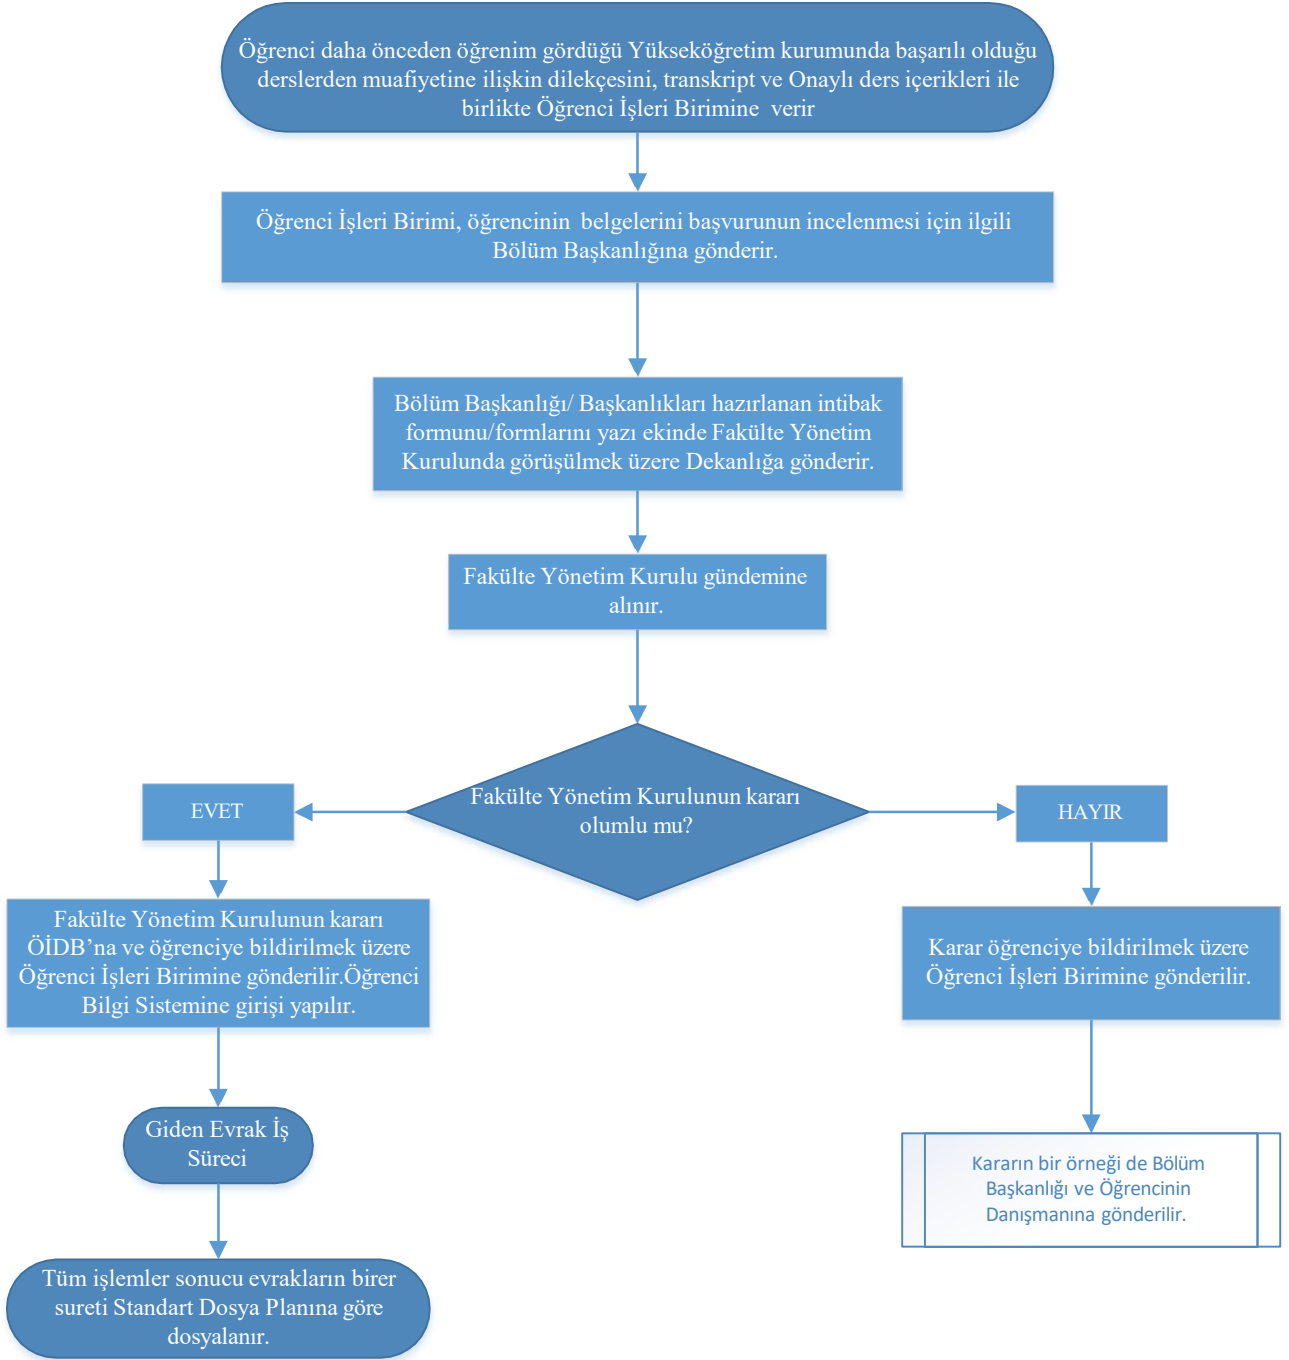 Öğrenci daha önceden öğrenim gördüğü Yükseköğretim kurumunda başarılı olduğu
derslerden muafiyetine ilişkin dilekçesini, transkript ve Onaylı ders içerikleri ile
birlikte Öğrenci İşleri Birimine  verir
Öğrenci İşleri Birimi, öğrencinin  belgelerini başvurunun incelenmesi için ilgili
Bölüm Başkanlığına gönderir.
Bölüm Başkanlığı/ Başkanlıkları hazırlanan intibak
formunu/formlarını yazı ekinde Fakülte Yönetim
Kurulunda görüşülmek üzere Dekanlığa gönderir.
Fakülte Yönetim Kurulu gündemine
alınır.
Fakülte Yönetim Kurulunun kararı
olumlu mu?
EVET
HAYIR
Fakülte Yönetim Kurulunun kararı
ÖİDB’na ve öğrenciye bildirilmek üzere
Öğrenci İşleri Birimine gönderilir.Öğrenci
Bilgi Sistemine girişi yapılır.
Karar öğrenciye bildirilmek üzere
Öğrenci İşleri Birimine gönderilir.
Giden Evrak İş
Süreci
Kararın bir örneği de Bölüm
Başkanlığı ve Öğrencinin
Danışmanına gönderilir.
Tüm işlemler sonucu evrakların birer
sureti Standart Dosya Planına göre
dosyalanır.